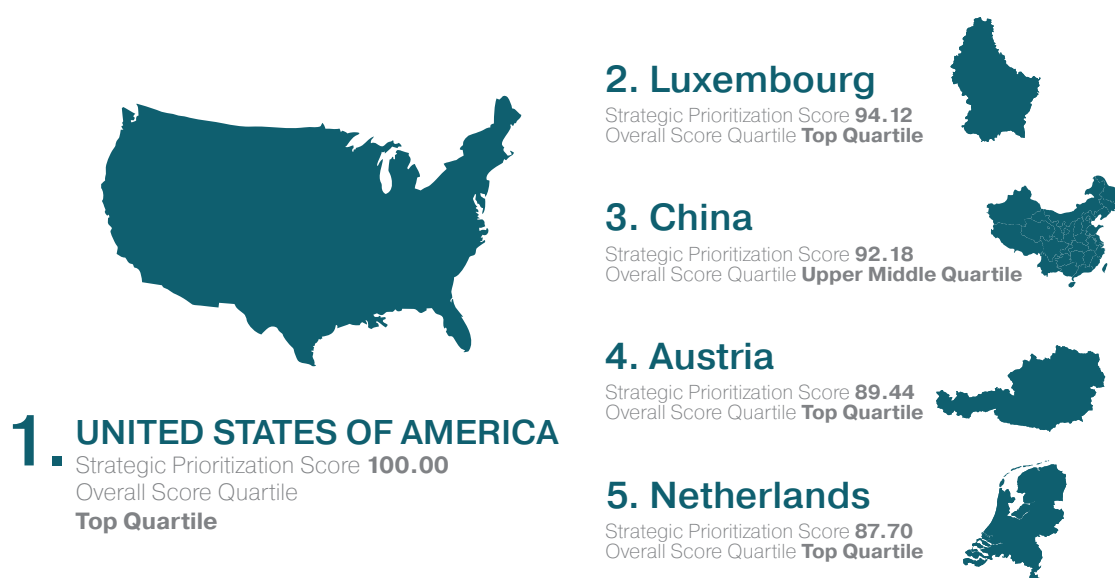 1. UNITED STATES OF AMERICA
Strategic Prioritization Score 100.00
Overall Score Quartile
Top Quartile
2. Luxembourg
Strategic Prioritization Score 94.12
Overall Score Quartile Top Quartile
3. China
Strategic Prioritization Score 92.18
Overall Score Quartile Upper Middle Quartile
4. Austria
Strategic Prioritization Score 89.44
Overall Score Quartile Top Quartile
5. Netherlands
Strategic Prioritization Score 87.70
Overall Score Quartile Top Quartile